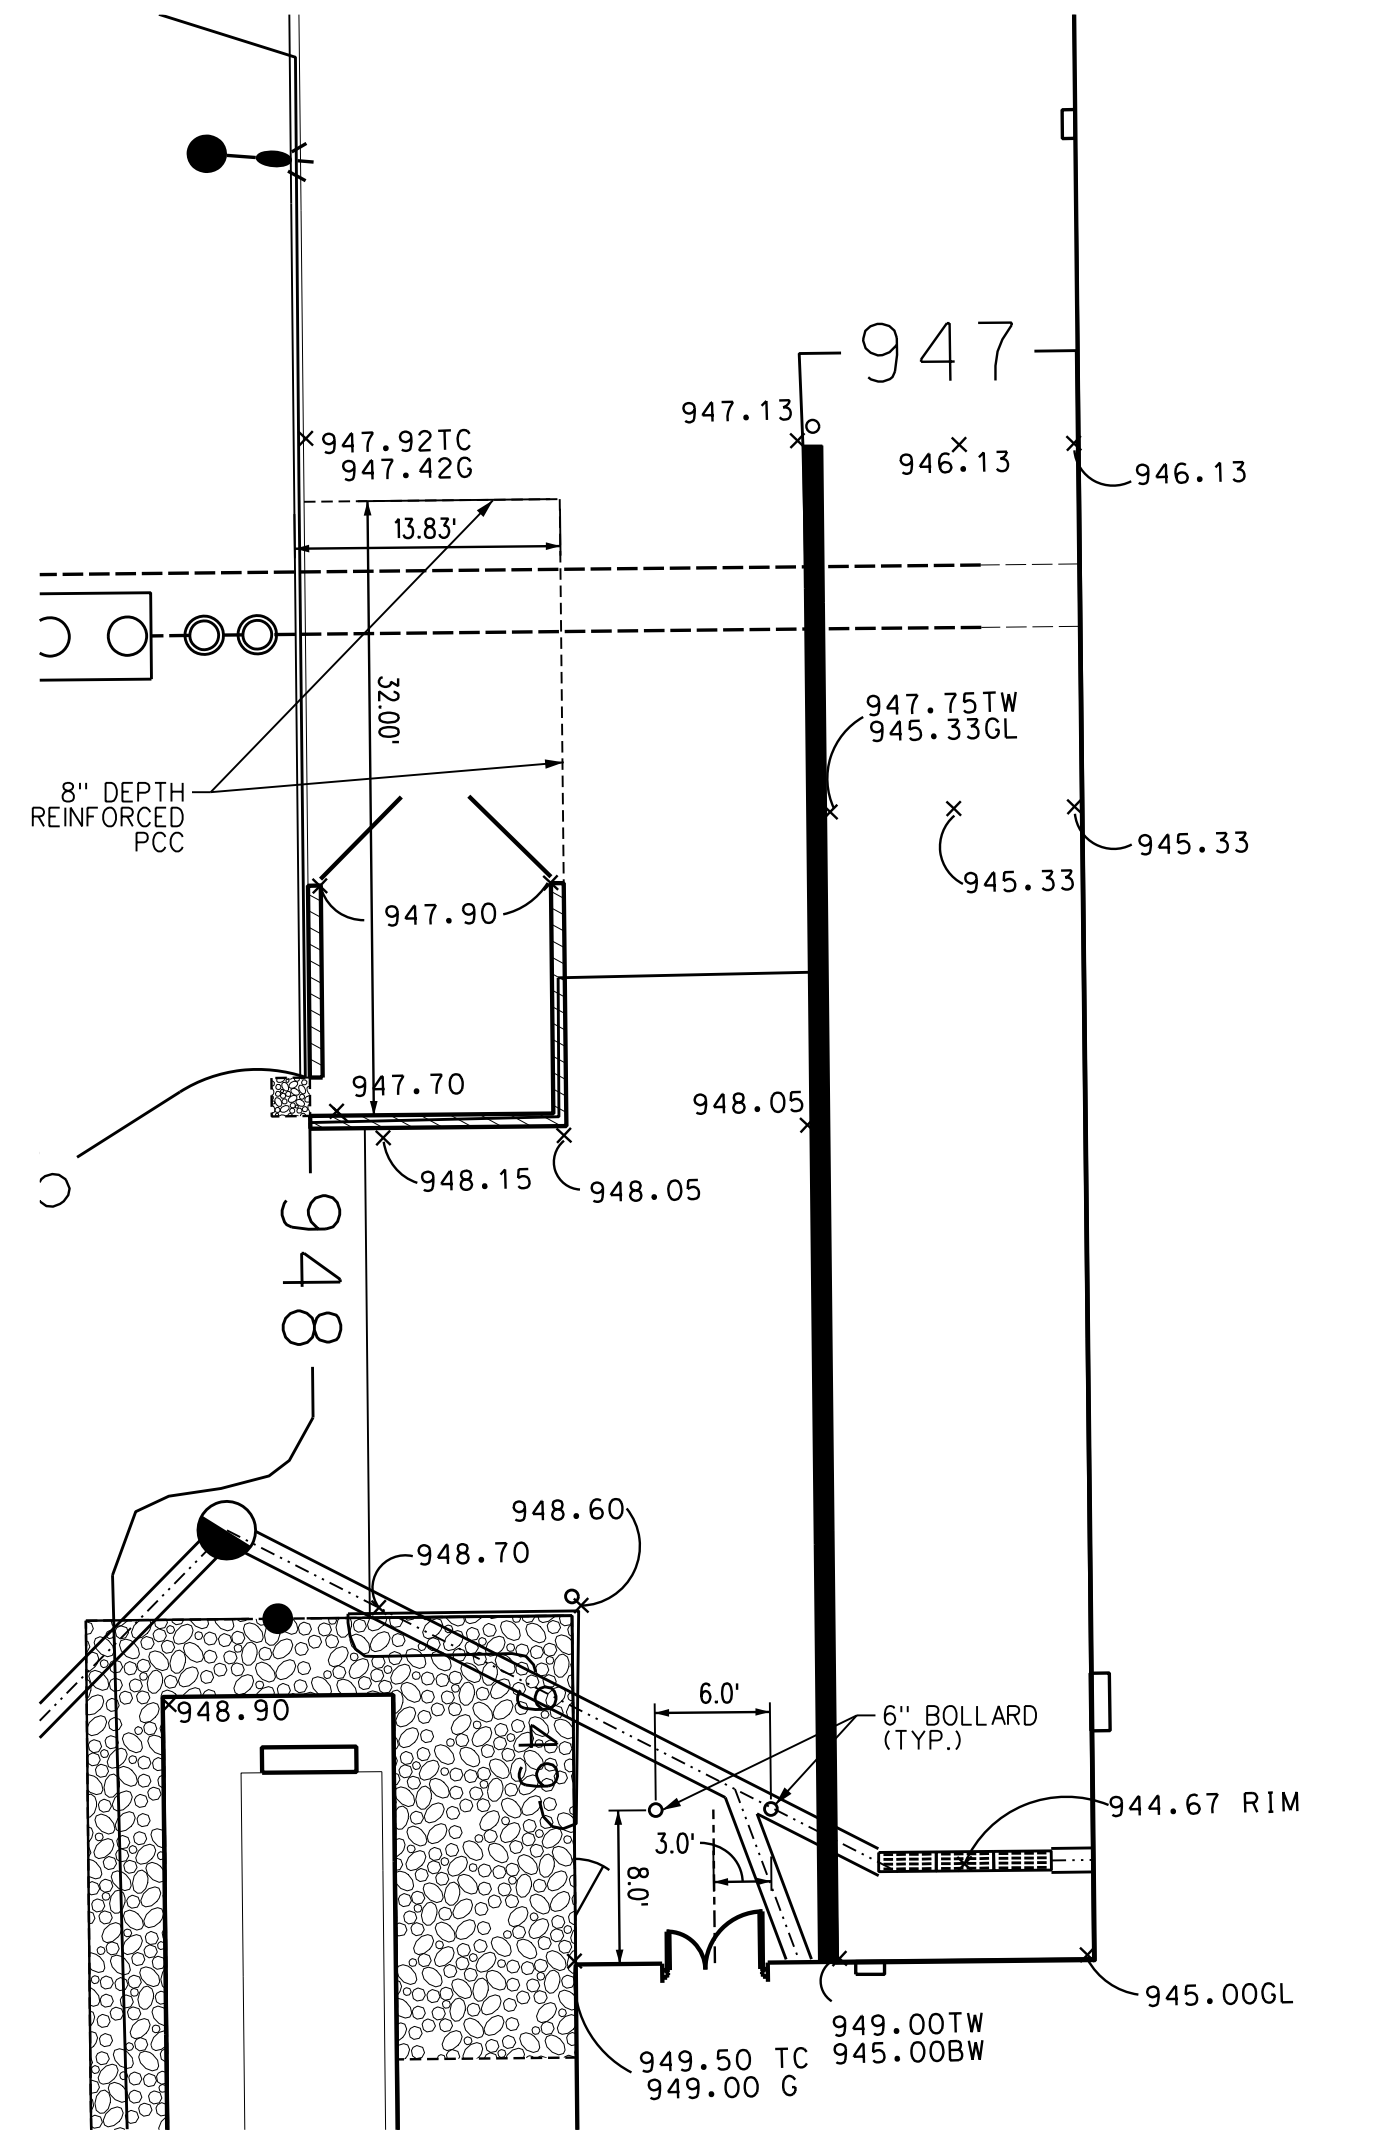 947
947.13
946.13
946.13
947.92TC
947.42G
13.83'
32.00'
947.75TW
945.33GL
8" DEPTH
REINFORCED
PCC
945.33
945.33
947.90
947.70
948.05
948.15
948.05
948
948.60
948.70
949
948.90
6.0'
6" BOLLARD
(TYP.)
944.67 RIM
3.0'
8.0'
945.00GL
949.00TW
945.00BW
949.50 TC
949.00 G